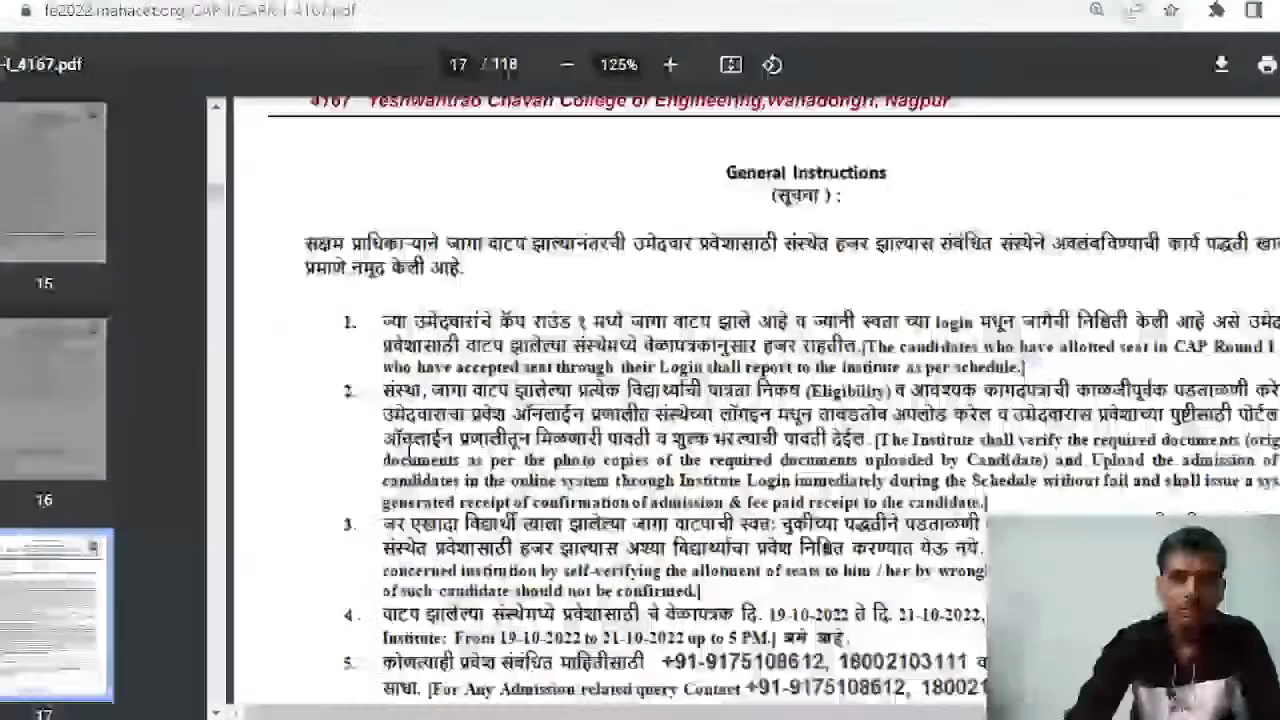 fe2022.mahacet.org/CAP-I/CAPR-I-4167.pdf
-I_4167.pdf
17 / 118
125%
4167 Yeshwantrao Chavan College of Engineering,Wanadongri, Nagpur
General Instructions
(सूचना ) :
सक्षम प्राधिकाऱ्याने जागा वाटप झाल्यानंतरची उमेदवार प्रवेशासाठी संस्थेत हजर झाल्यास संबंधित संस्थेने अवलंबविण्याची कार्य पद्धती खा
प्रमाणे नमूद केली आहे.
1. ज्या उमेदवारांचे कॅप राउंड १ मध्ये जागा वाटप झाले आहे व ज्यानी स्वता च्या login मधून जागेची निश्चिती केली आहे असे उमेद
प्रवेशासाठी वाटप झालेल्या संस्थेमध्ये वेळापत्रकानुसार हजर राहतील.[The candidates who have allotted seat in CAP Round I
who have accepted seat through their Login shall report to the institute as per schedule.]
2. संस्था, जागा वाटप झालेल्या प्रत्येक विद्यार्थ्याची पात्रता निकष (Eligibility) व आवश्यक कागदपत्राची काळजीपूर्वक पडताळणी करे
उमेदवाराचा प्रवेश ऑनलाईन प्रणालीत संस्थेच्या लॉगइन मधून तावडतोव अपलोड करेल व उमेदवारास प्रवेशाच्या पुष्टीसाठी पोर्टल
ऑनलाईन प्रणालीतून मिळणारी पावती व शुल्क भरल्याची पावती देईल. [The Institute shall verify the required documents (orig
documents as per the photo copies of the required documents uploaded by Candidate) and Upload the admission of
candidates in the online system through Institute Login immediately during the Schedule without fail and shall issue a sys
generated receipt of confirmation of admission & fee paid receipt to the candidate.]
3. जर एखादा विद्यार्थी त्याला झालेल्या जागा वाटपाची स्वतः चुकीच्या पद्धतीने पडताळणी
संस्थेत प्रवेशासाठी हजर झाल्यास अश्या विद्यार्थ्याचा प्रवेश निश्चित करण्यात येऊ नये.
concerned institution by self-verifying the allotment of seats to him / her by wrong
of such candidate should not be confirmed.]
4. वाटप झालेल्या संस्थेमध्ये प्रवेशासाठी चे वेळापत्रक दि. 19-10-2022 ते दि. 21-10-2022,
Institute: From 19-10-2022 to 21-10-2022 up to 5 PM.] असे आहे.
5. कोणत्याही प्रवेश संबंधित माहितीसाठी +91-9175108612, 18002103111 व
साधा. [For Any Admission related query Contact +91-9175108612, 180021
15
16
17